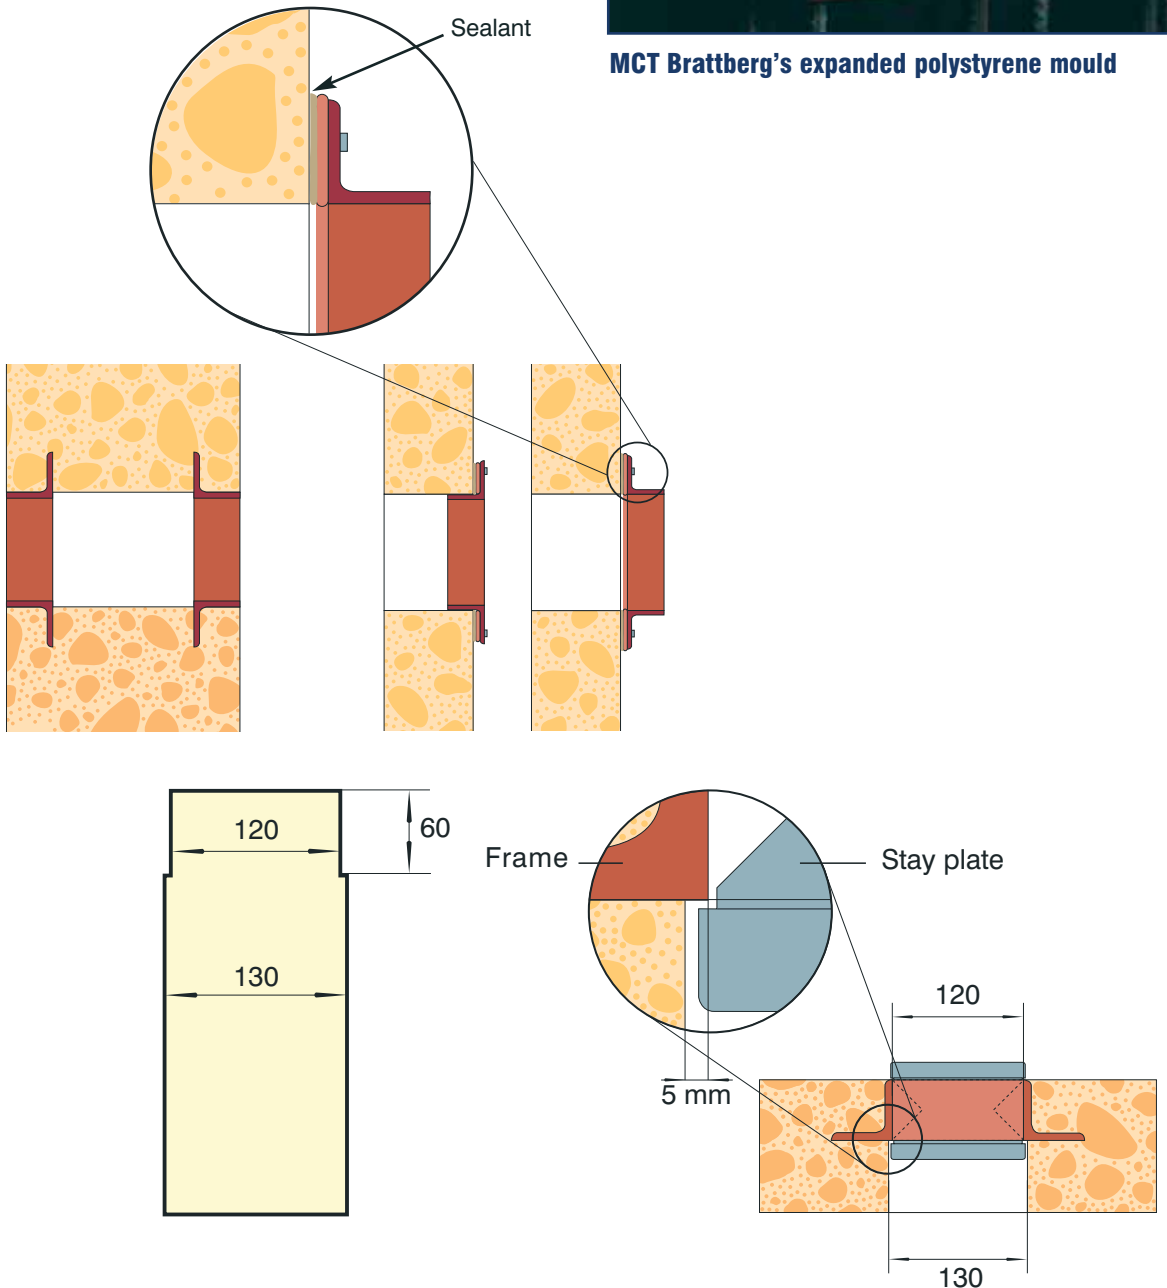 Sealant
MCT Brattberg's expanded polystyrene mould
120
60
130
Frame
Stay plate
5 mm
120
130